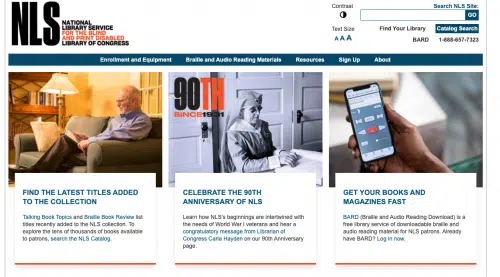 NLS
NATIONAL
LIBRARY SERVICE
FOR THE BLIND
AND PRINT DISABLED
LIBRARY OF CONGRESS
Contrast
Search NLS Site:
GO
Text Size
A A A
Find Your Library
Catalog Search
BARD
1-888-657-7323
Enrollment and Equipment
Braille and Audio Reading Materials
Resources
Sign Up
About
90TH
SINCE 1931
FIND THE LATEST TITLES ADDED
TO THE COLLECTION
Talking Book Topics and Braille Book Review list
titles recently added to the NLS collection. To
explore the tens of thousands of books available
to patrons, search the NLS Catalog.
CELEBRATE THE 90TH
ANNIVERSARY OF NLS
Learn how NLS's beginnings are intertwined with
the needs of World War I veterans and hear a
congratulatory message from Librarian of
Congress Carla Hayden on our 90th Anniversary
page.
GET YOUR BOOKS AND
MAGAZINES FAST
BARD (Braille and Audio Reading Download) is a
free library service of downloadable braille and
audio reading material for NLS patrons. Already
have BARD? Log in now.